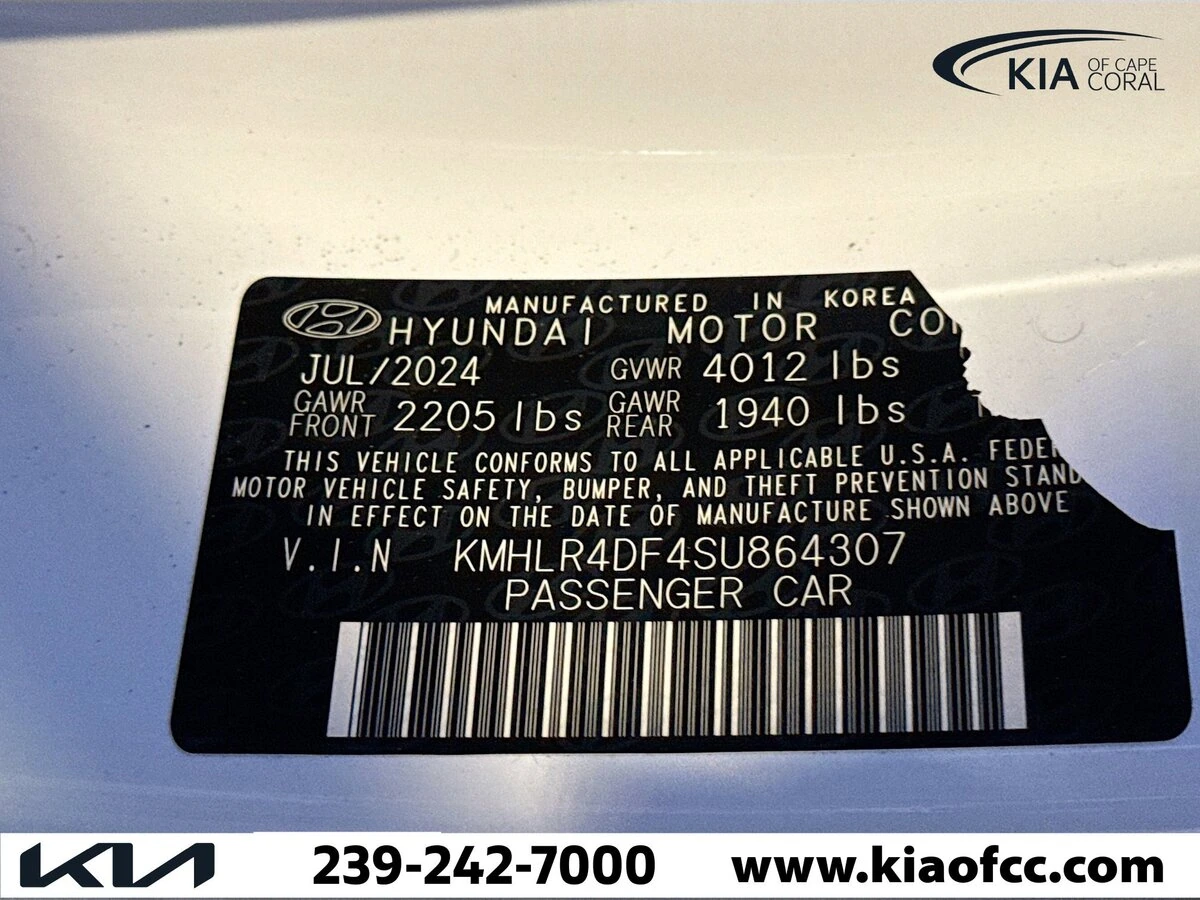 KIA OF CAPE CORAL
MANUFACTURED IN KOREA
HYUNDAI MOTOR
JUL/2024 GVWR 4012 lbs
GAWR FRONT 2205 lbs GAWR REAR 1940 lbs
THIS VEHICLE CONFORMS TO ALL APPLICABLE U.S.A.
MOTOR VEHICLE SAFETY, BUMPER, AND THEFT PREVENTION STAND
IN EFFECT ON THE DATE OF MANUFACTURE SHOWN ABOVE
V.I.N KMHLR4DF4SU864307
PASSENGER CAR
KIA 239-242-7000 www.kiaofcc.com